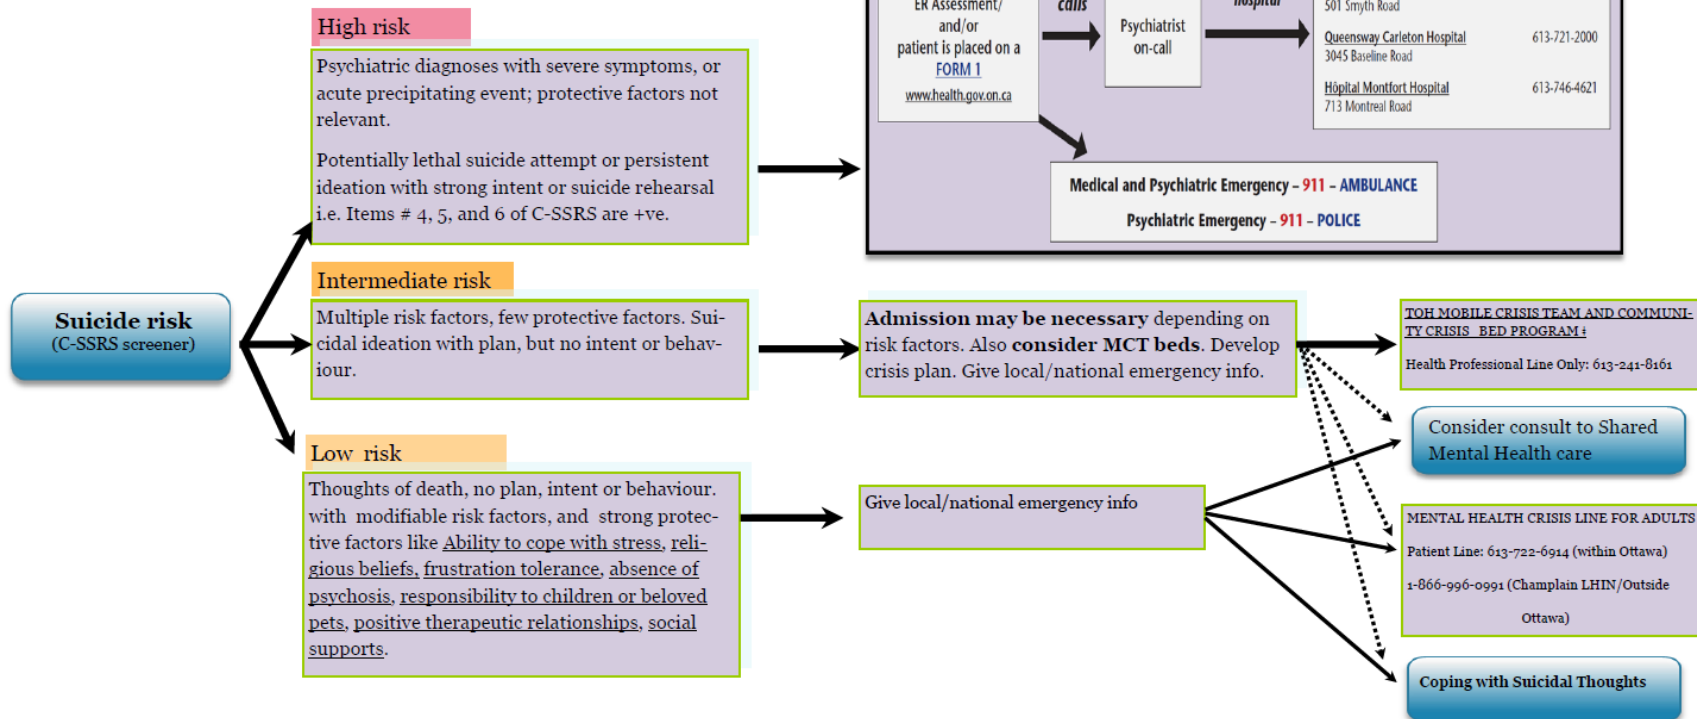 High risk
Psychiatric diagnoses with severe symptoms, or
acute precipitating event; protective factors not
relevant.
Potentially lethal suicide attempt or persistent
ideation with strong intent or suicide rehearsal
i.e. Items # 4, 5, and 6 of C-SSRS are +ve.
ER Assessment/
and/or
patient is placed on a
FORM 1
www.health.gov.on.ca
calls
Psychiatrist
on-call
hospital
501 Smyth Road
Queensway Carleton Hospital 613-721-2000
3045 Baseline Road
Hôpital Montfort Hospital 613-746-4621
713 Montreal Road
Medical and Psychiatric Emergency – 911 – AMBULANCE
Psychiatric Emergency – 911 – POLICE
Suicide risk
(C-SSRS screener)
Intermediate risk
Multiple risk factors, few protective factors. Sui-
cidal ideation with plan, but no intent or behav-
iour.
Admission may be necessary depending on
risk factors. Also consider MCT beds. Develop
crisis plan. Give local/national emergency info.
TOH MOBILE CRISIS TEAM AND COMMUNI-
TY CRISIS BED PROGRAM ‡
Health Professional Line Only: 613-241-8161
Consider consult to Shared
Mental Health care
Low risk
Thoughts of death, no plan, intent or behaviour.
with modifiable risk factors, and strong protec-
tive factors like Ability to cope with stress, reli-
gious beliefs, frustration tolerance, absence of
psychosis, responsibility to children or beloved
pets, positive therapeutic relationships, social
supports.
Give local/national emergency info
MENTAL HEALTH CRISIS LINE FOR ADULTS
Patient Line: 613-722-6914 (within Ottawa)
1-866-996-0991 (Champlain LHIN/Outside
Ottawa)
Coping with Suicidal Thoughts